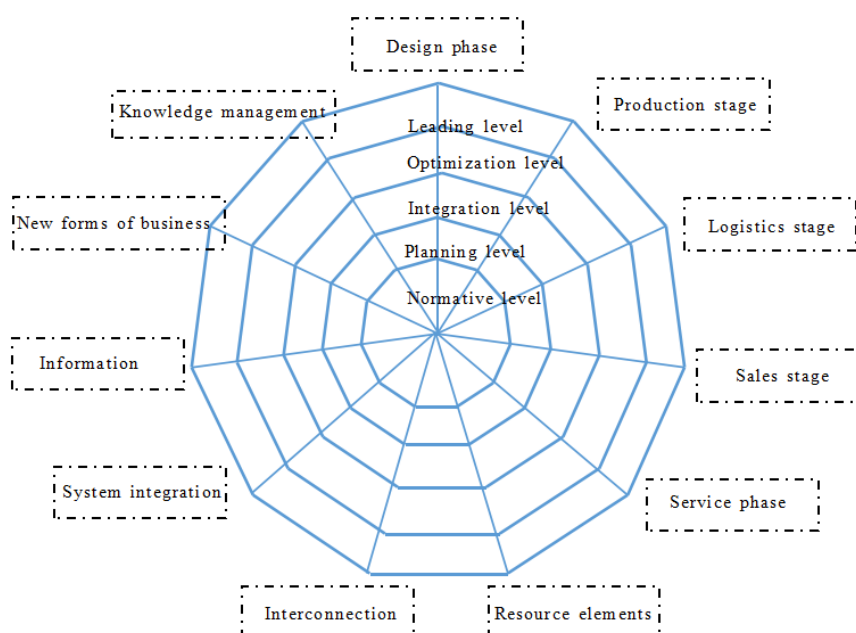 Design phase
Knowledge management
Production stage
Leading level
Optimization level
Integration level
New forms of business
Logistics stage
Planning level
Normative level
Information
Sales stage
System integration
Service phase
Interconnection
Resource elements